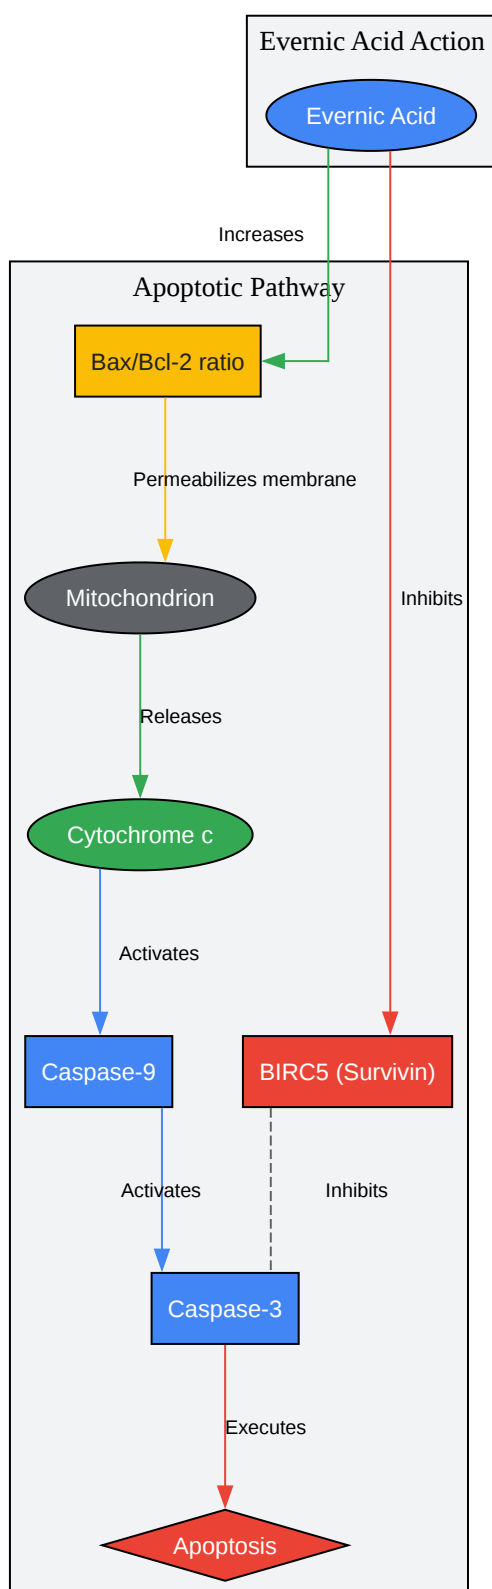 Evernic Acid Action
Evernic Acid
Increases
Apoptotic Pathway
Bax/Bcl-2 ratio
Permeabilizes membrane
Mitochondrion
Inhibits
Releases
Cytochrome c
Activates
Caspase-9
BIRC5 (Survivin)
Activates
Inhibits
Caspase-3
Executes
Apoptosis